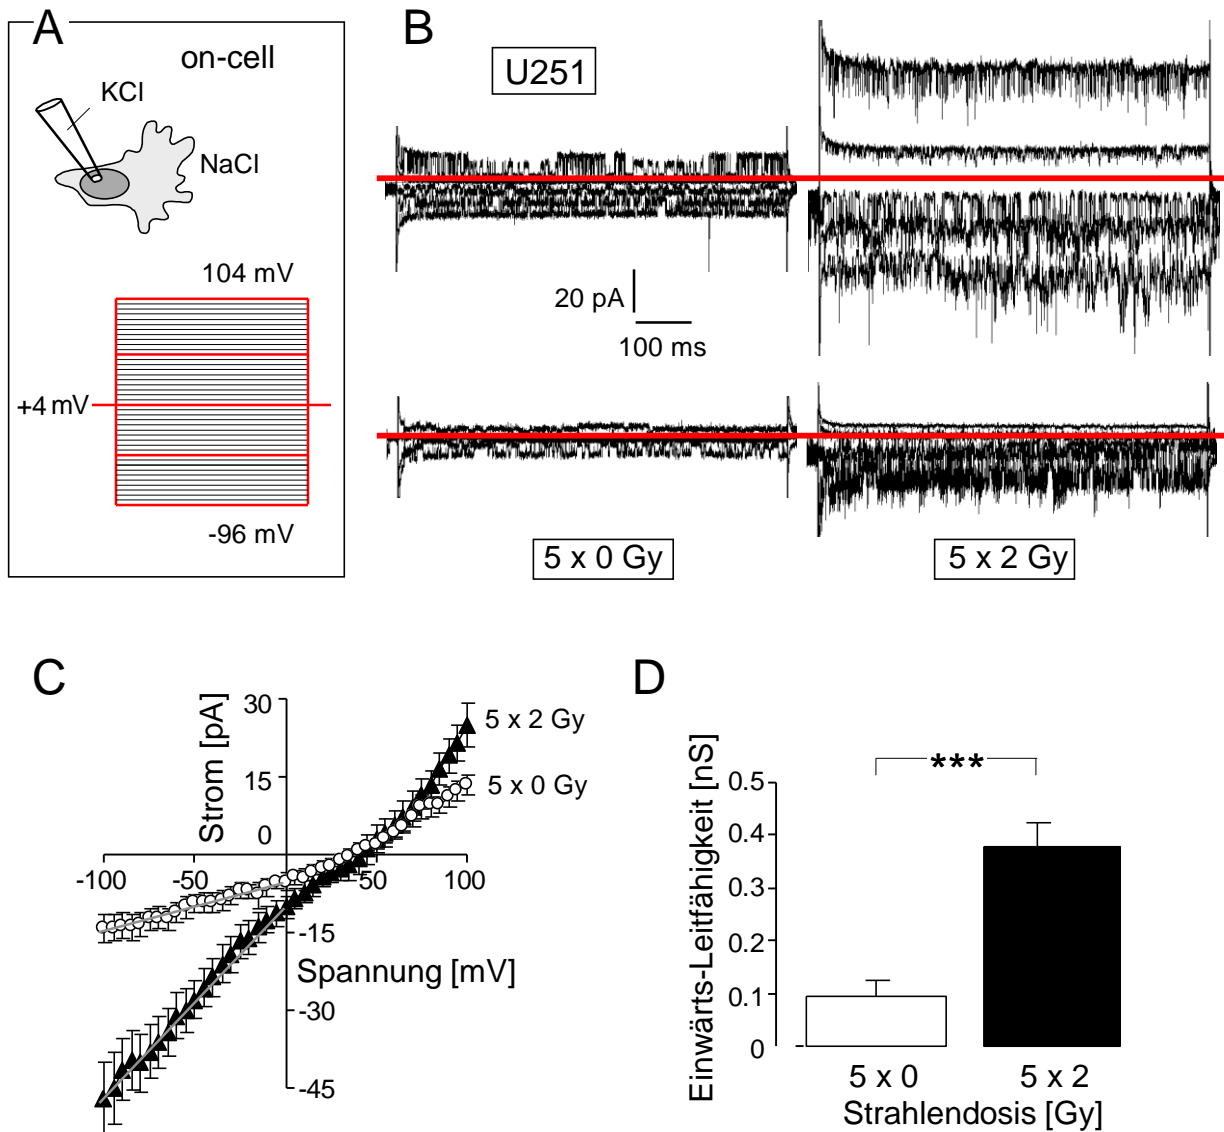 A
on-cell
KCl
NaCl
104 mV
+4 mV
-96 mV
B
U251
20 pA
100 ms
5 x 0 Gy
5 x 2 Gy
C
Strom [pA]
30
15
0
-15
-30
-45
-100
-50
50
100
Spannung [mV]
5 x 2 Gy
5 x 0 Gy
D
Einwärts-Leitfähigkeit [nS]
0.5
0.4
0.3
0.2
0.1
0
***
5 x 0
5 x 2
Strahlendosis [Gy]